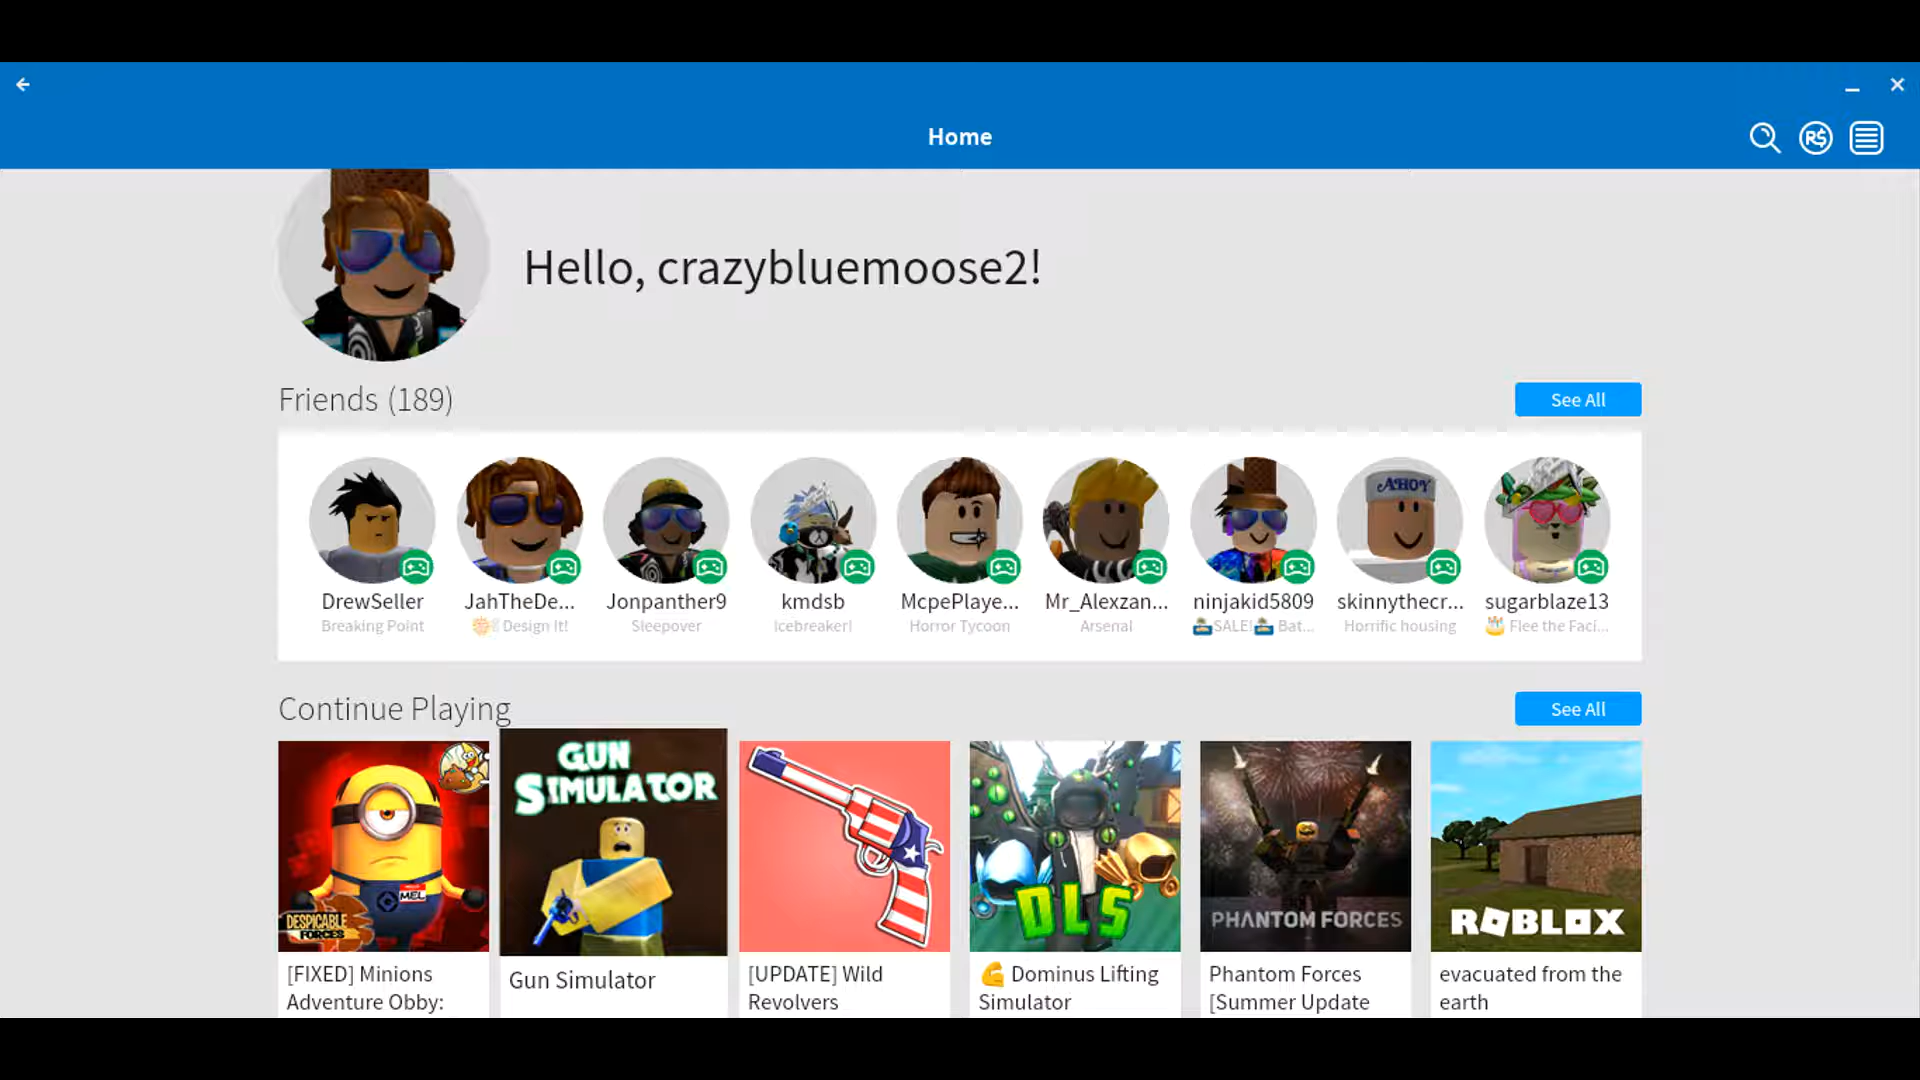 Home
R$
Hello, crazybluemoose2!
Friends (189)
See All
AHOY
DrewSeller
JahTheDe...
Jonpanther9
kmdsb
McpePlaye...
Mr_Alexzan...
ninjakid5809
skinnythecr...
sugarblaze13
Breaking Point
Design It!
Sleepover
Icebreaker!
Horror Tycoon
Arsenal
SALE! Bat...
Horrific housing
Flee the Faci...
Continue Playing
See All
GUN
SIMULATOR
MEL
DESPICABLE
FORCES
DLS
PHANTOM FORCES
ROBLOX
[FIXED] Minions
Adventure Obby:
Gun Simulator
[UPDATE] Wild
Revolvers
💪 Dominus Lifting
Simulator
Phantom Forces
[Summer Update
evacuated from the
earth